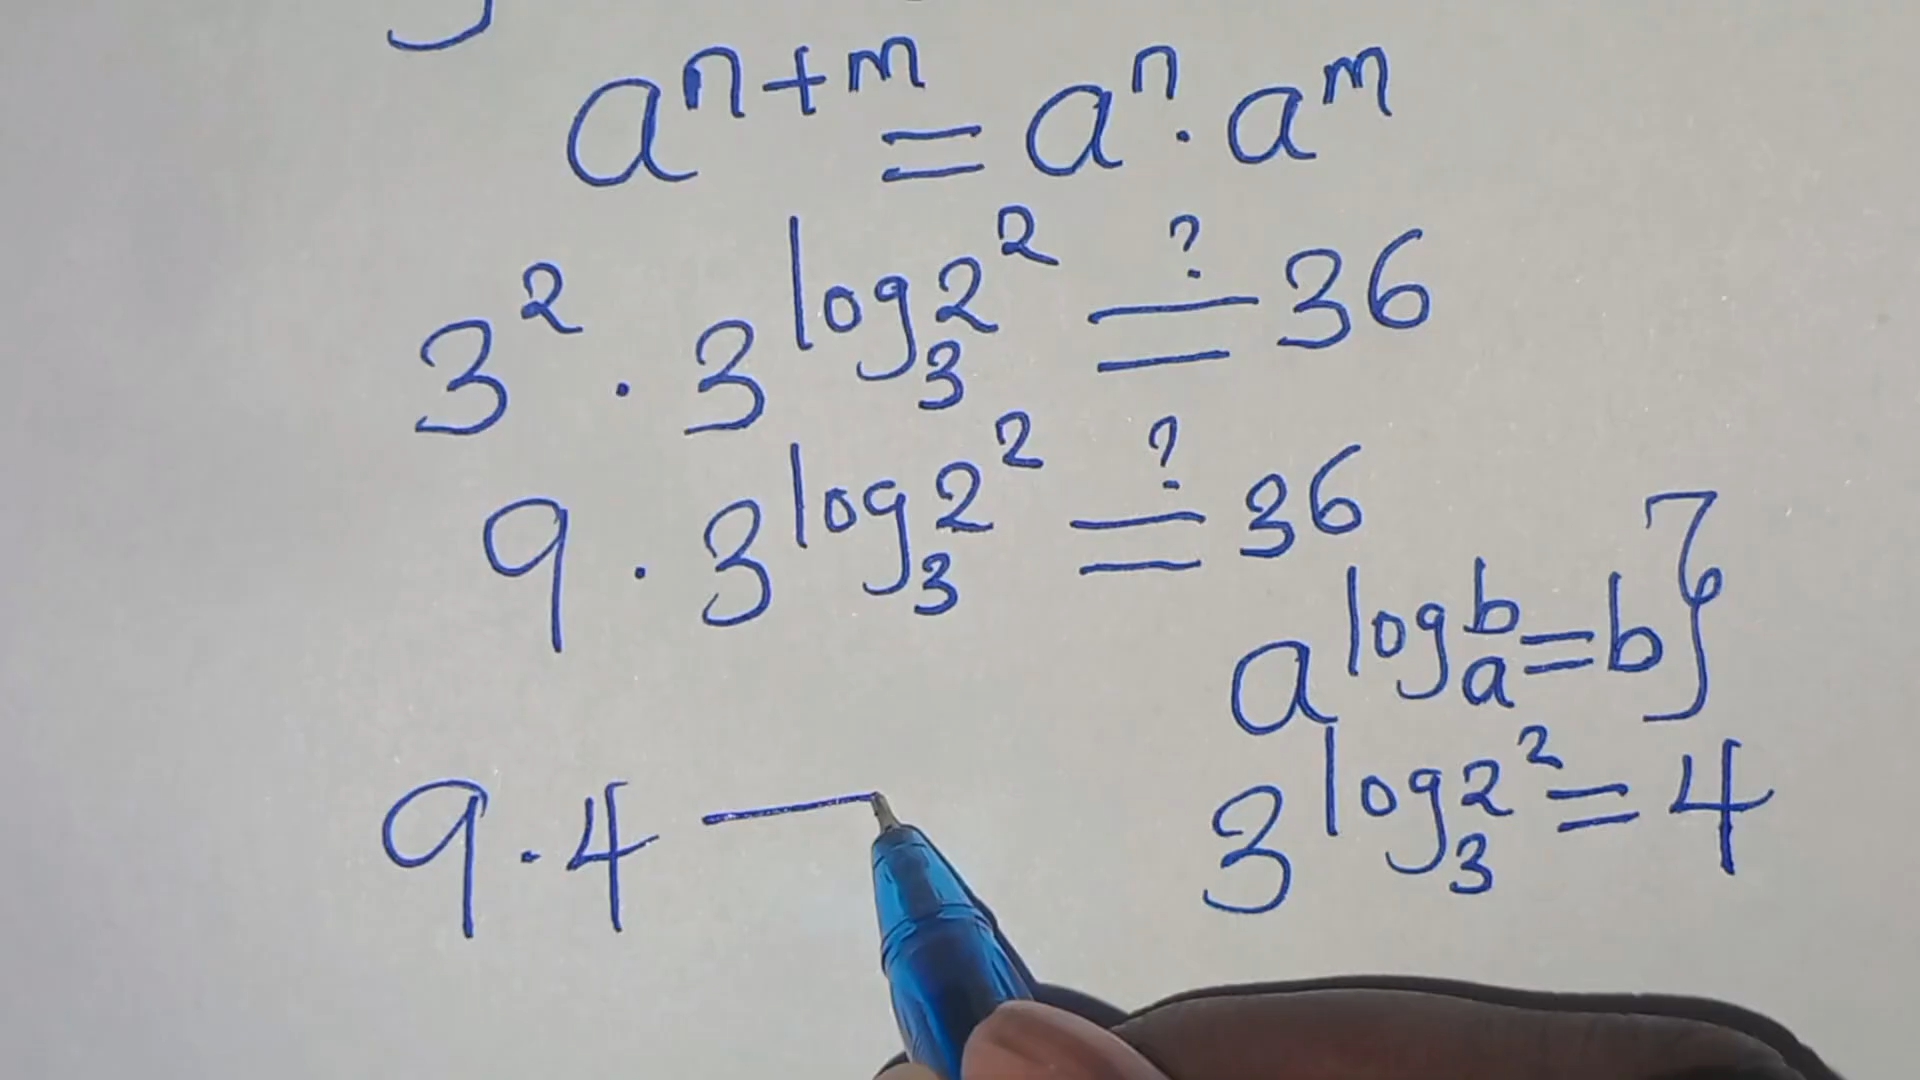 a^{n+m} = a^n · a^m
3^2 · 3^{log_3 2^2} =? 36
9 · 3^{log_3 2^2} =? 36
a^{log_a b} = b}
3^{log_3 2^2} = 4
9 · 4 —